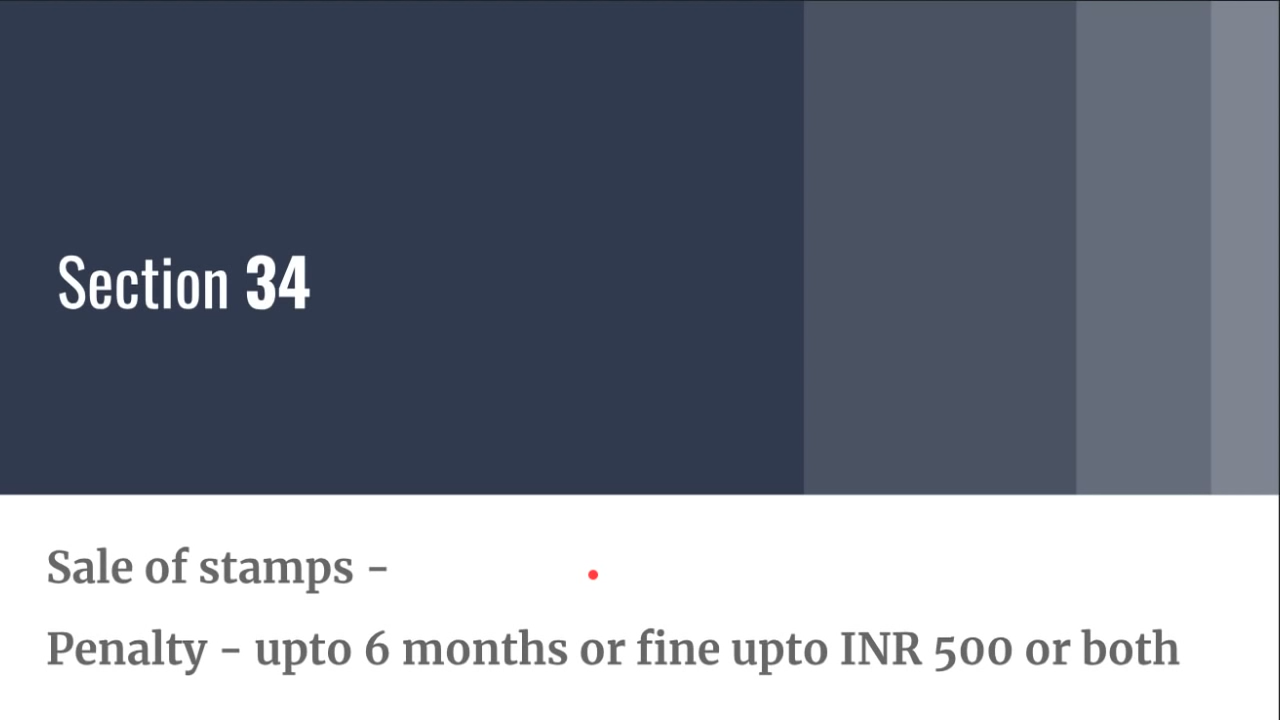 Section 34
Sale of stamps -
Penalty - upto 6 months or fine upto INR 500 or both